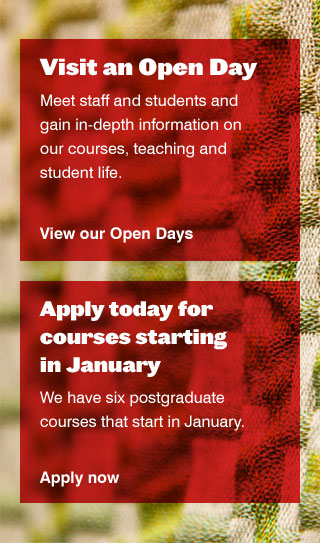 Visit an Open Day
Meet staff and students and
gain in-depth information on
our courses, teaching and
student life.
View our Open Days
Apply today for
courses starting
in January
We have six postgraduate
courses that start in January.
Apply now